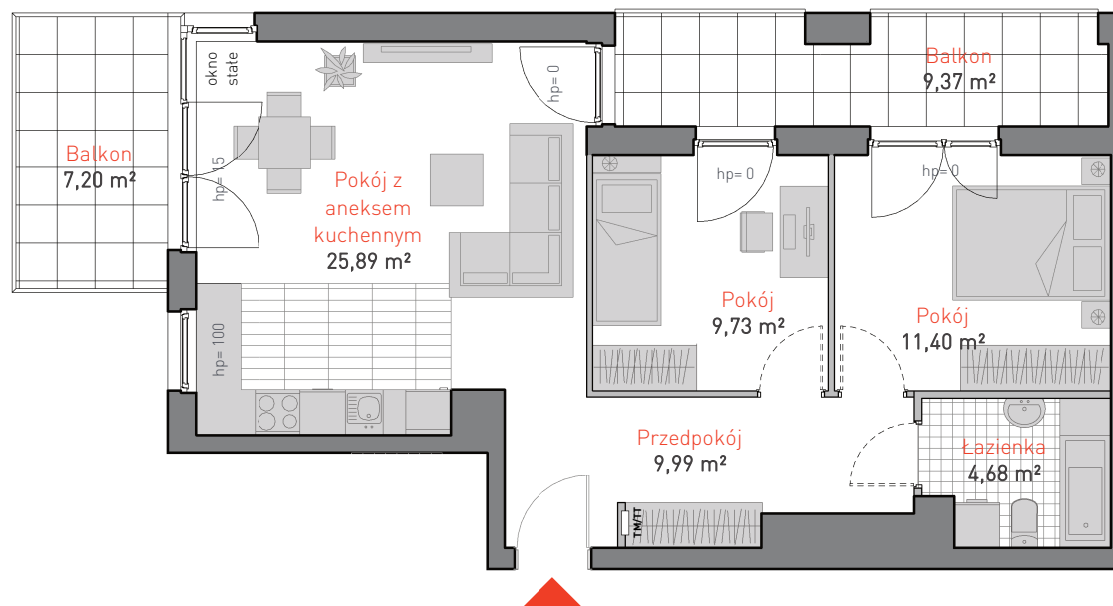 okno
stałe
hp= 0
Balkon
9,37 m²
Balkon
7,20 m²
hp= 15
Pokój z
aneksem
kuchennym
25,89 m²
hp= 0
hp= 0
Pokój
9,73 m²
Pokój
11,40 m²
hp= 100
Przedpokój
9,99 m²
Łazienka
4,68 m²
TM/TT